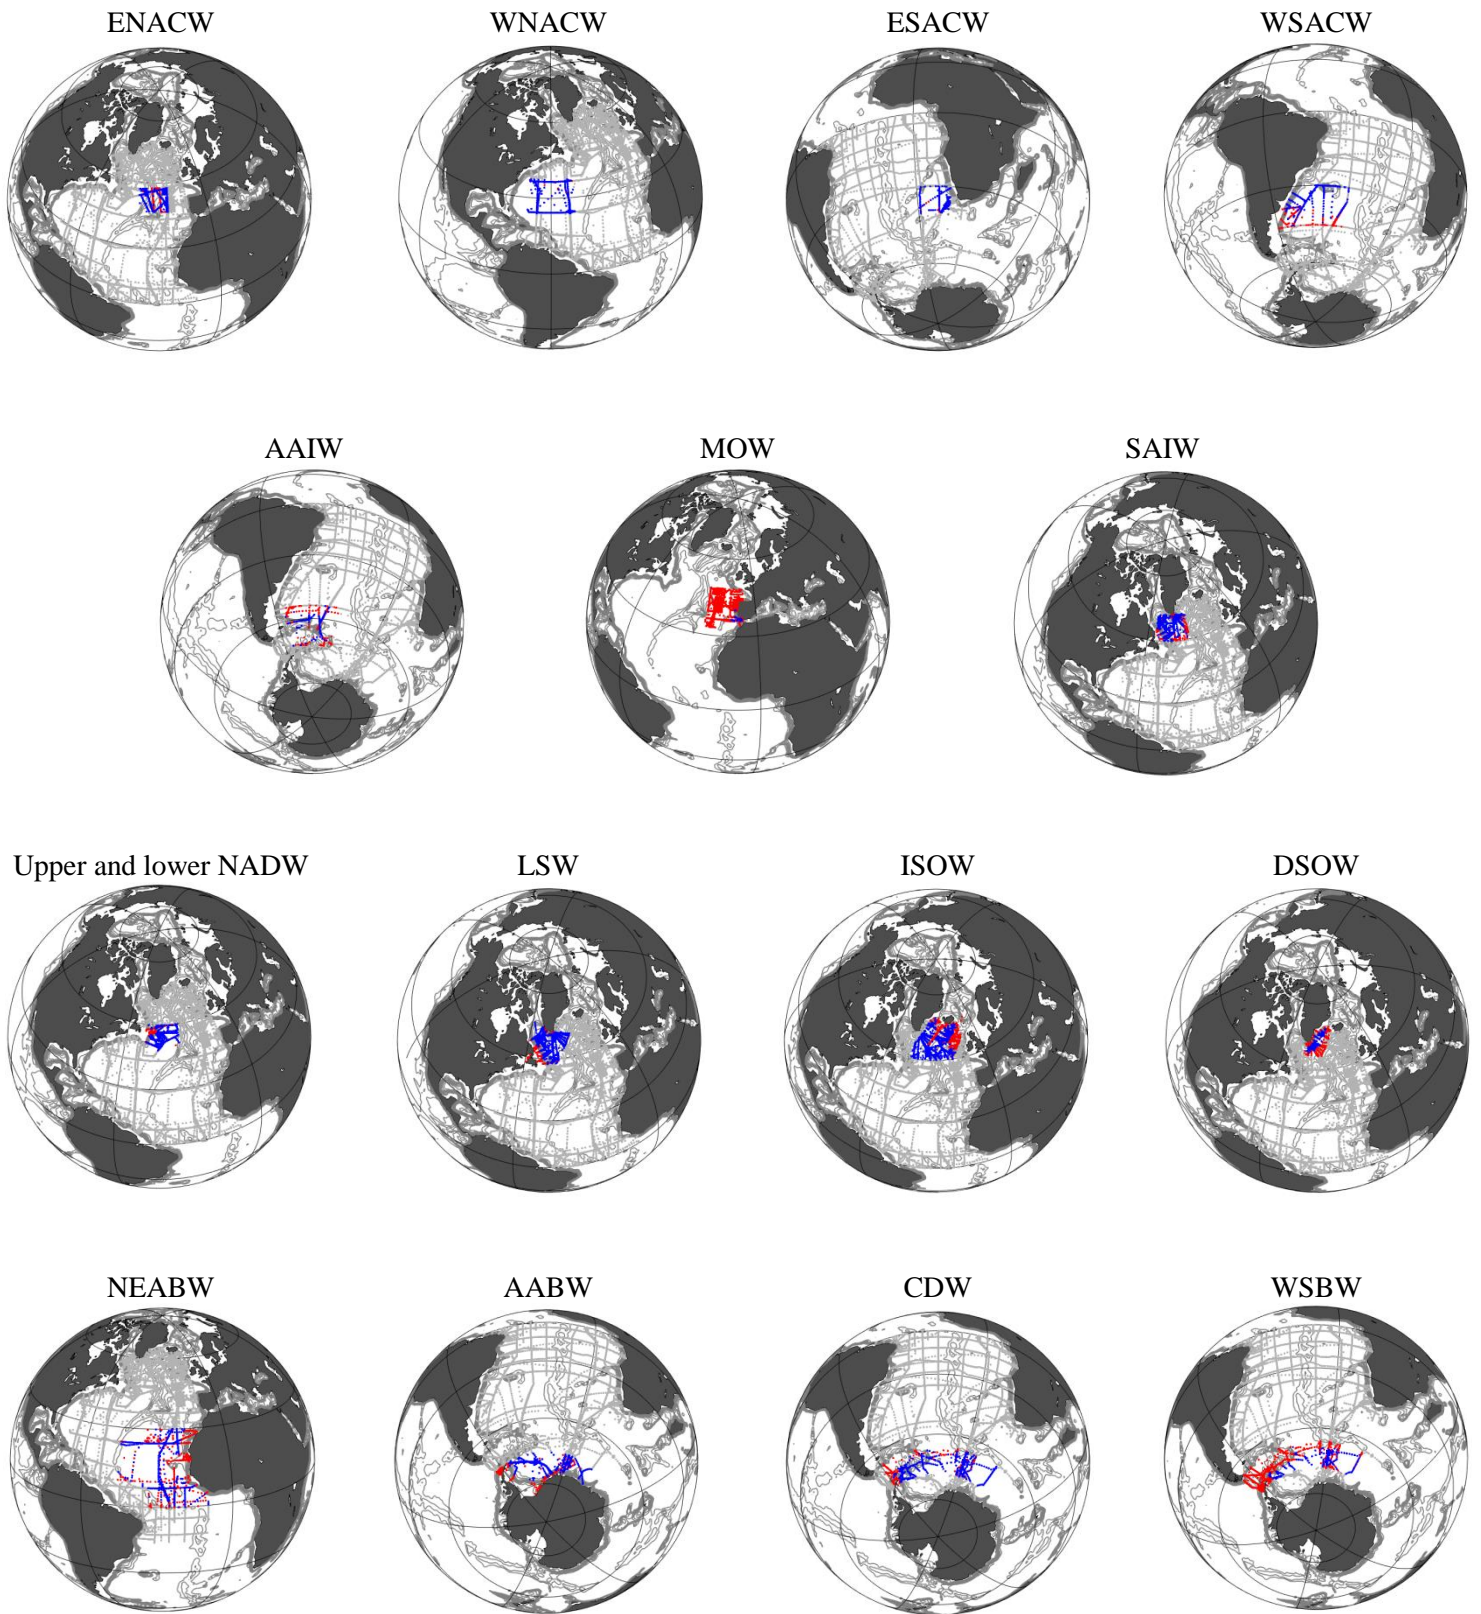 ENACW WNACW ESACW WSACW
AAIW MOW SAIW
Upper and lower NADW LSW ISOW DSOW
NEABW AABW CDW WSBW